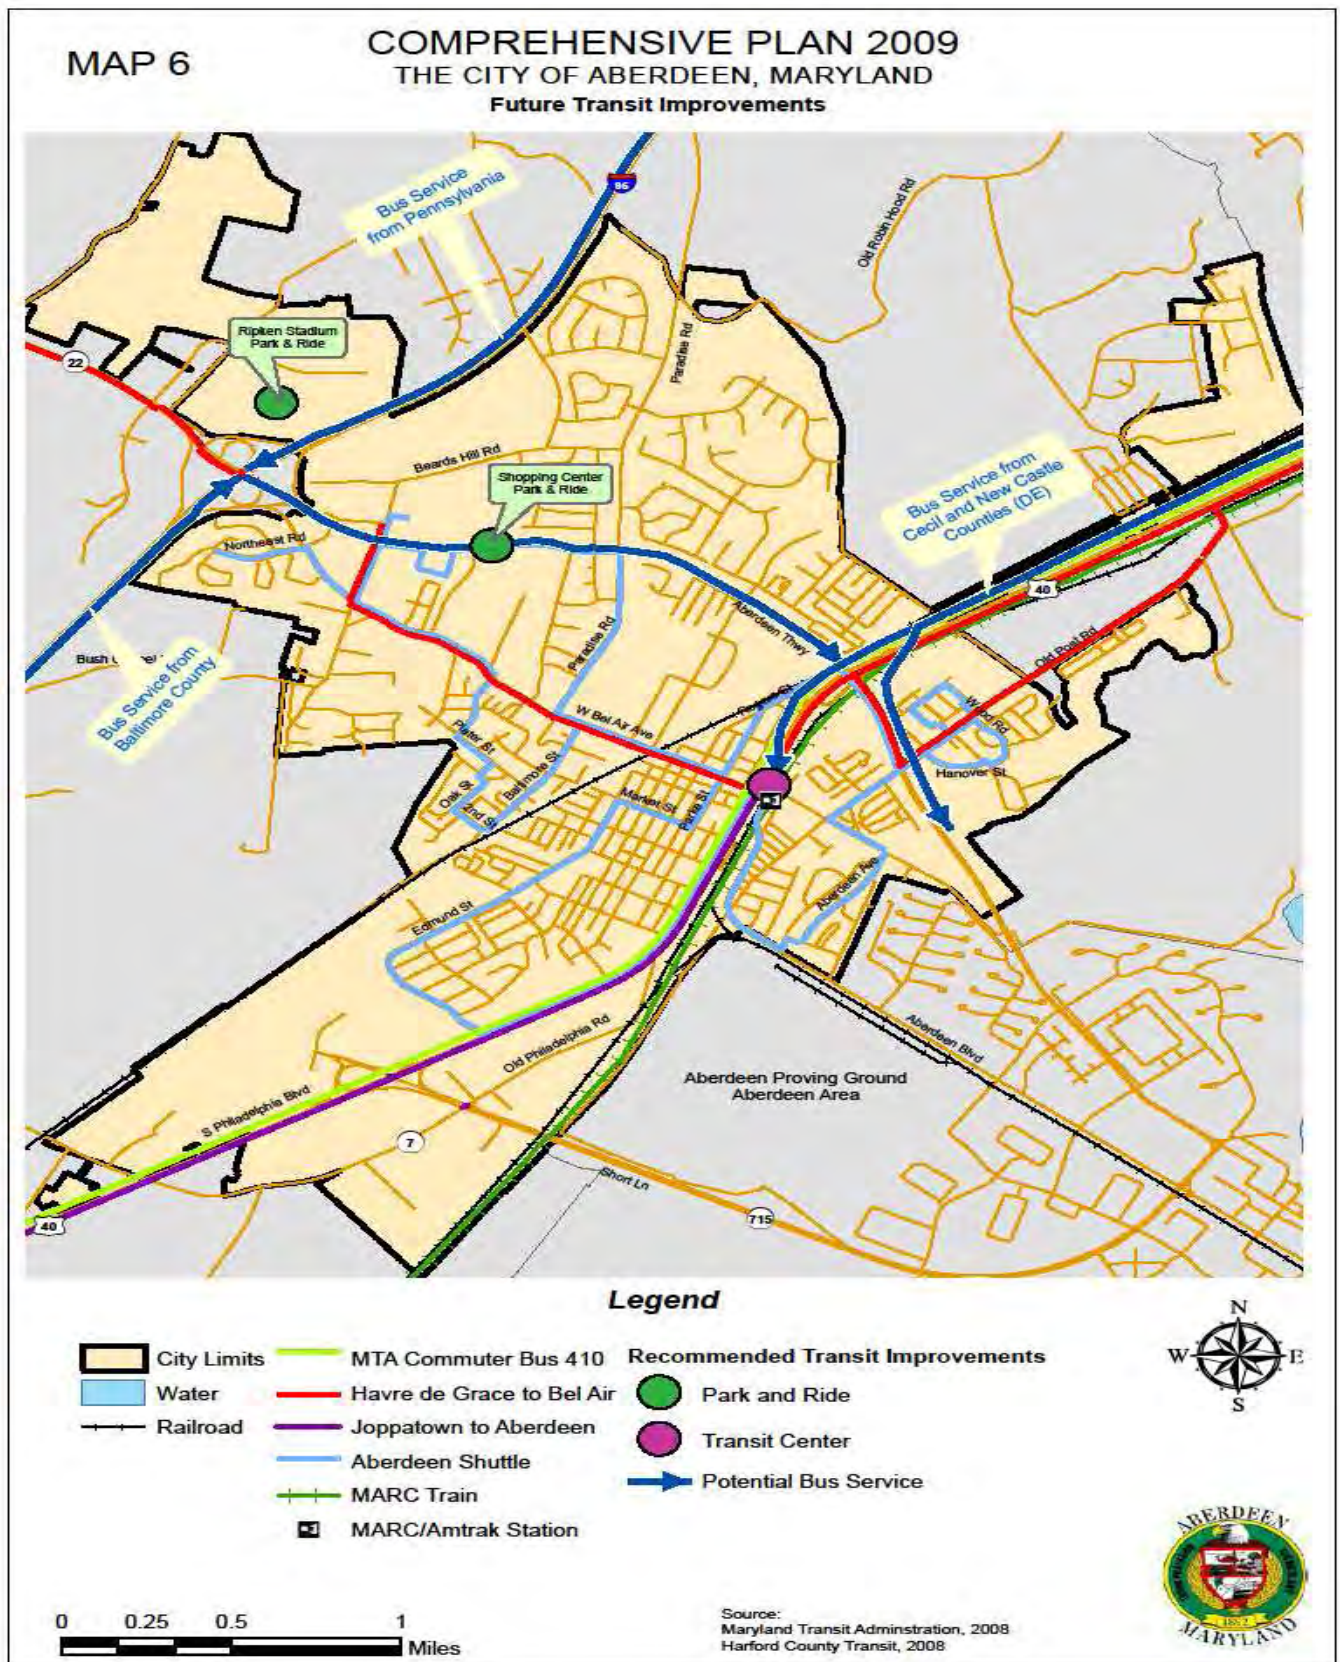 MAP 6
COMPREHENSIVE PLAN 2009
THE CITY OF ABERDEEN, MARYLAND
Future Transit Improvements
Bus Service
from Pennsylvania
95
Old Robin Hood Rd
Ripken Stadium
Park & Ride
22
Paradise Rd
Beards Hill Rd
Shopping Center
Park & Ride
Bus Service from
Cecil and New Castle
Counties (DE)
Northeast Rd
40
Aberdeen Thwy
Paradise Rd
Old Post Rd
Bush
Bus Service from
Baltimore County
W Bel Air Ave
Wood Rd
Plater St
Baltimore St
Hanover St
Oak St
2nd St
Market St
Parke St
Aberdeen Ave
Edmund St
Old Philadelphia Rd
Aberdeen Blvd
Aberdeen Proving Ground
Aberdeen Area
S Philadelphia Blvd
7
Short Ln
715
40
Legend
City Limits
Water
Railroad
MTA Commuter Bus 410
Havre de Grace to Bel Air
Joppatown to Aberdeen
Aberdeen Shuttle
MARC Train
MARC/Amtrak Station
Recommended Transit Improvements
Park and Ride
Transit Center
Potential Bus Service
N
W E
S
0 0.25 0.5 1
Miles
Source:
Maryland Transit Adminstration, 2008
Harford County Transit, 2008
ABERDEEN
1892
MARYLAND